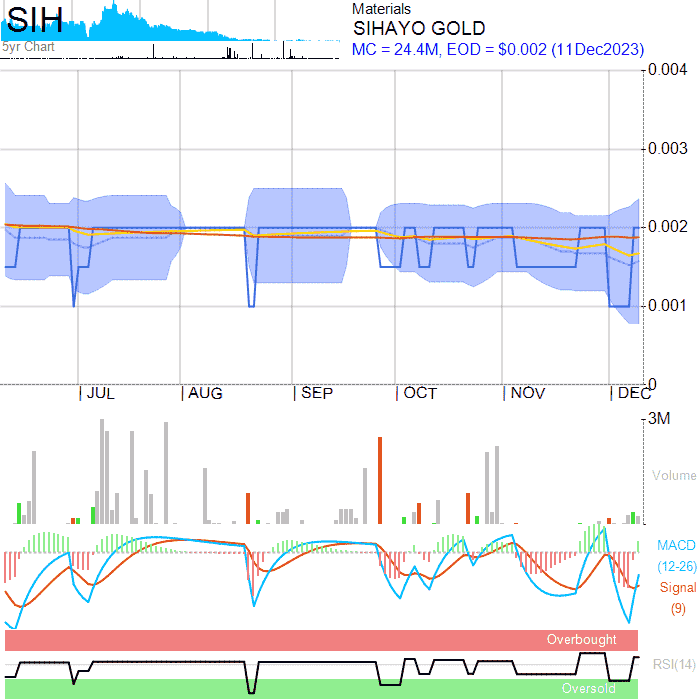 SIH
5yr Chart
Materials
SIHAYO GOLD
MC = 24.4M, EOD = $0.002 (11Dec2023)
0.004
0.003
0.002
0.001
0
JUL AUG SEP OCT NOV DEC
3M
Volume
MACD
(12-26)
Signal
(9)
Overbought
RSI(14)
Oversold